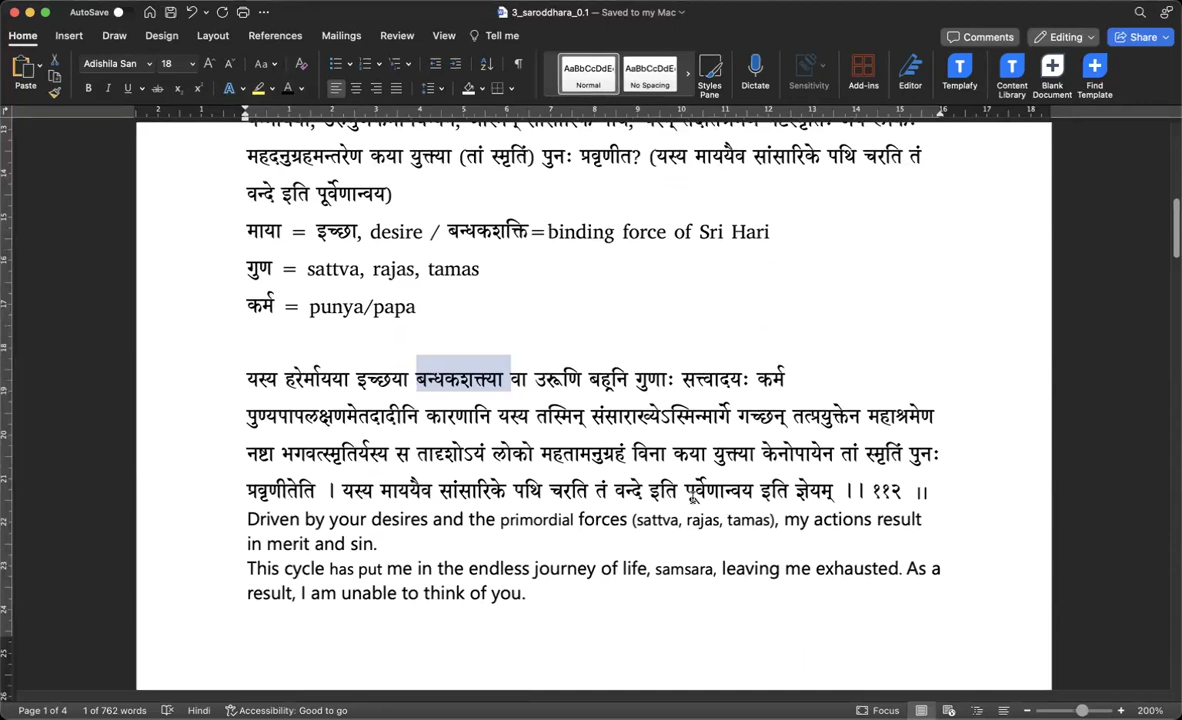 AutoSave
3_saroddhara_0.1 — Saved to my Mac
Home Insert Draw Design Layout References Mailings Review View Tell me
Comments Editing Share
Paste
Adishila San 18
AaBbCcDdE AaBbCcDdE
Normal No Spacing
Styles Pane
Dictate
Sensitivity
Add-ins
Editor
Templafy
Content Library
Blank Document
Find Template
महदनुग्रहमन्तरेण कया युक्त्या (तां स्मृतिं) पुनः प्रवृणीत? (यस्य माययैव सांसारिके पथि चरति तं
वन्दे इति पूर्वेणान्वय)
माया = इच्छा, desire / बन्धकशक्ति=binding force of Sri Hari
गुण = sattva, rajas, tamas
कर्म = punya/papa
यस्य हरेर्मायया इच्छया बन्धकशक्त्या वा उरूणि बहूनि गुणाः सत्त्वादयः कर्म
पुण्यपापलक्षणमेतदादीनि कारणानि यस्य तस्मिन् संसाराख्येऽस्मिन्मार्गे गच्छन् तत्प्रयुक्तेन महाश्रमेण
नष्टा भगवत्स्मृतिर्यस्य स तादृशोऽयं लोको महतामनुग्रहं विना कया युक्त्या केनोपायेन तां स्मृतिं पुनः
प्रवृणीतेति । यस्य माययैव सांसारिके पथि चरति तं वन्दे इति पूर्वेणान्वय इति ज्ञेयम् ।। ११२ ॥
Driven by your desires and the primordial forces (sattva, rajas, tamas), my actions result
in merit and sin.
This cycle has put me in the endless journey of life, samsara, leaving me exhausted. As a
result, I am unable to think of you.
Page 1 of 4 1 of 762 words Hindi Accessibility: Good to go Focus 200%